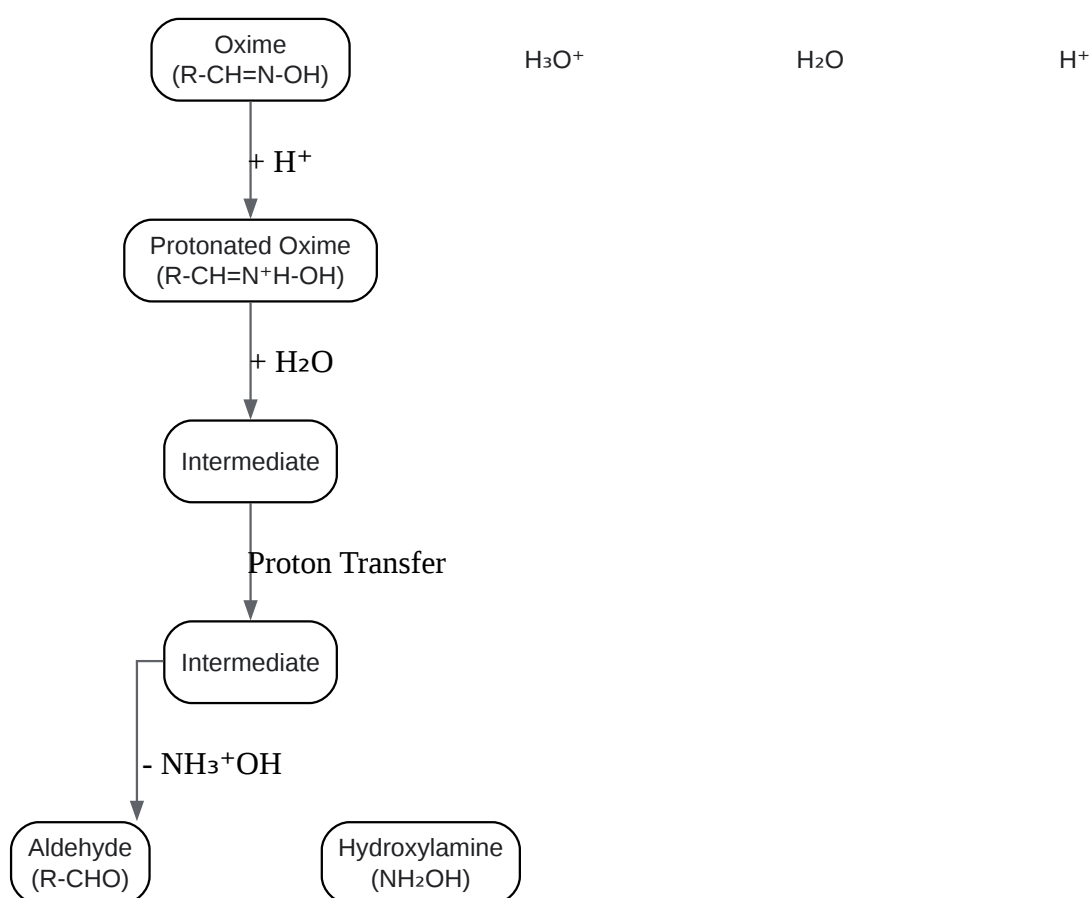 Oxime
(R-CH=N-OH)
H₃O⁺
H₂O
H⁺
+ H⁺
Protonated Oxime
(R-CH=N⁺H-OH)
+ H₂O
Intermediate
Proton Transfer
Intermediate
- NH₃⁺OH
Aldehyde
(R-CHO)
Hydroxylamine
(NH₂OH)